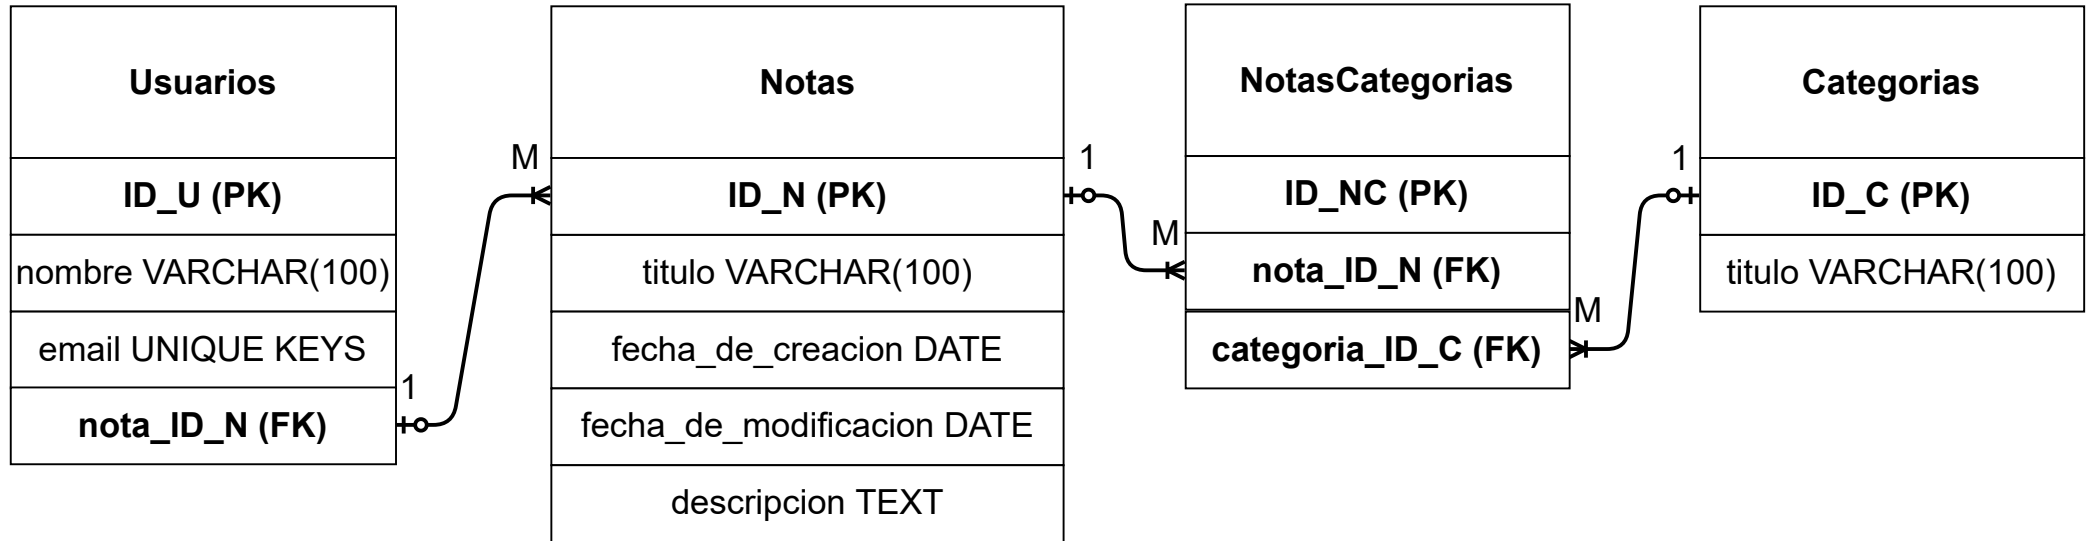 Usuarios
ID_U (PK)
nombre VARCHAR(100)
email UNIQUE KEYS
nota_ID_N (FK)
1
M
Notas
ID_N (PK)
titulo VARCHAR(100)
fecha_de_creacion DATE
fecha_de_modificacion DATE
descripcion TEXT
1
M
NotasCategorias
ID_NC (PK)
nota_ID_N (FK)
categoria_ID_C (FK)
M
1
Categorias
ID_C (PK)
titulo VARCHAR(100)